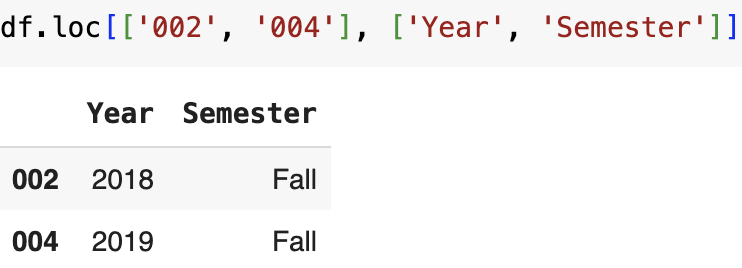 df.loc[['002', '004'], ['Year', 'Semester']]
Year Semester
002 2018 Fall
004 2019 Fall